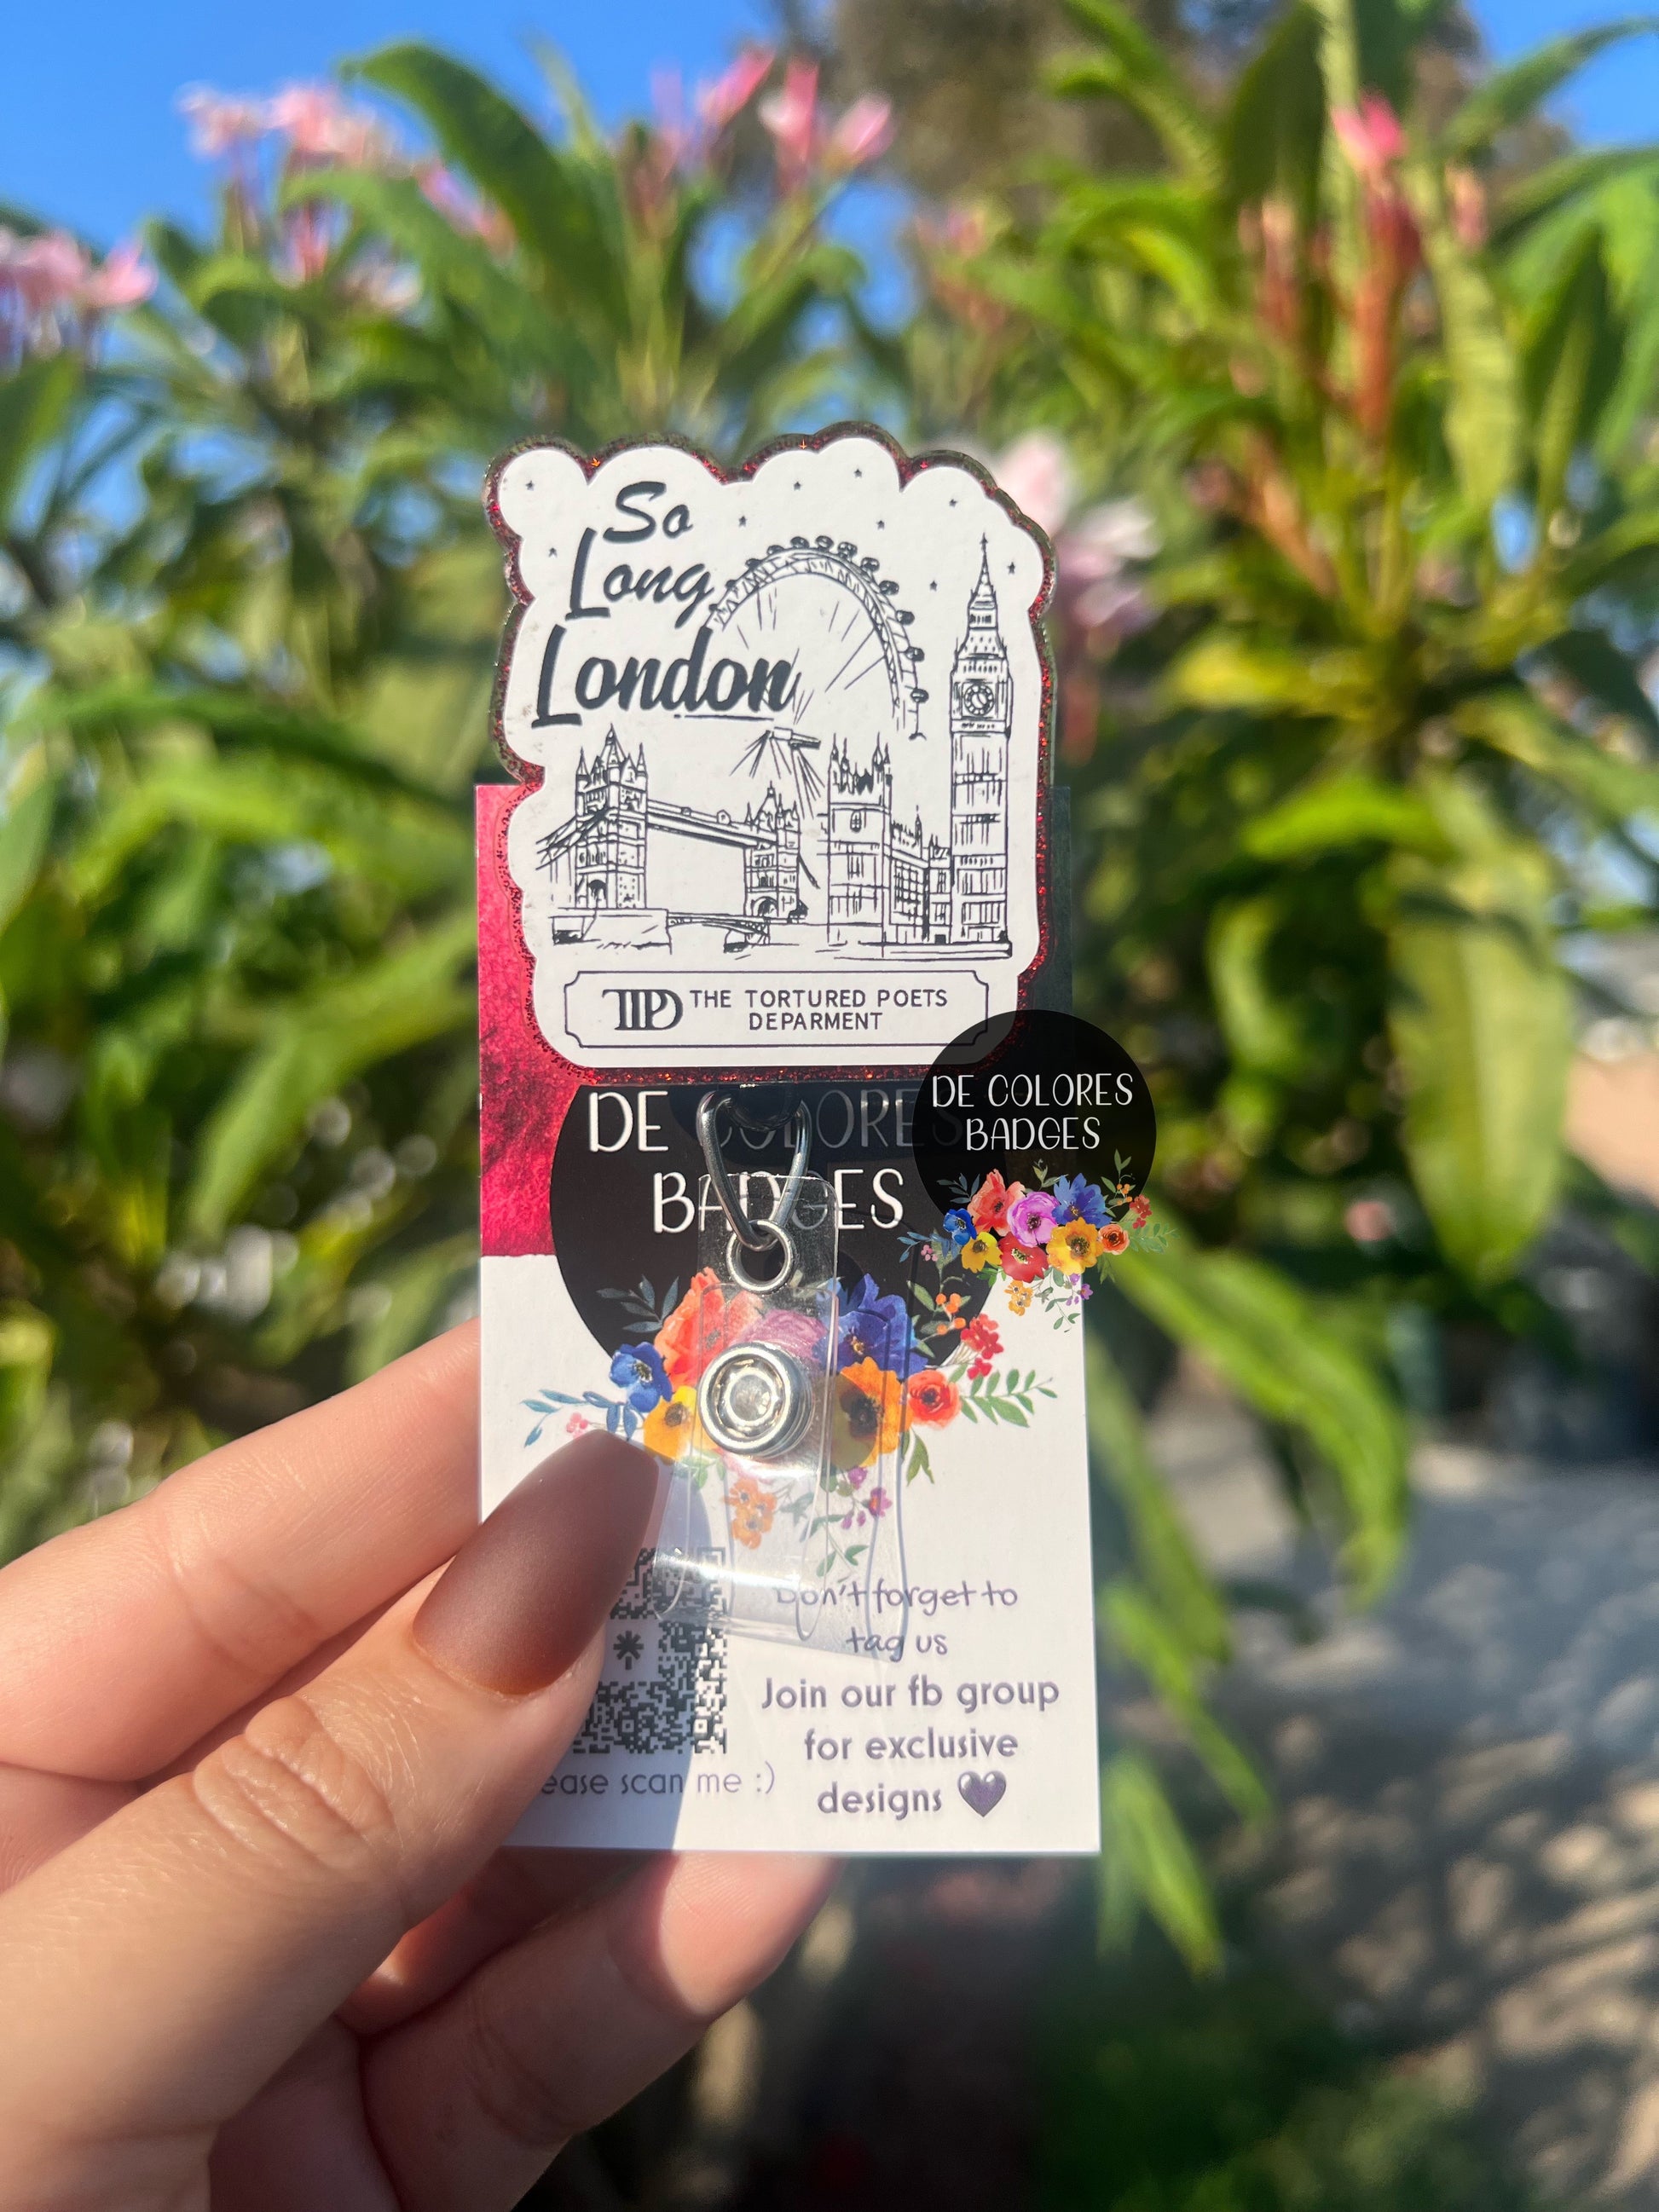 So
Long
London
TTPD THE TORTURED POETS
DEPARMENT
DE COLORES
BADGES
DE COLORES
BADGES
Don't forget to
tag us
Join our fb group
for exclusive
designs
scan me :)